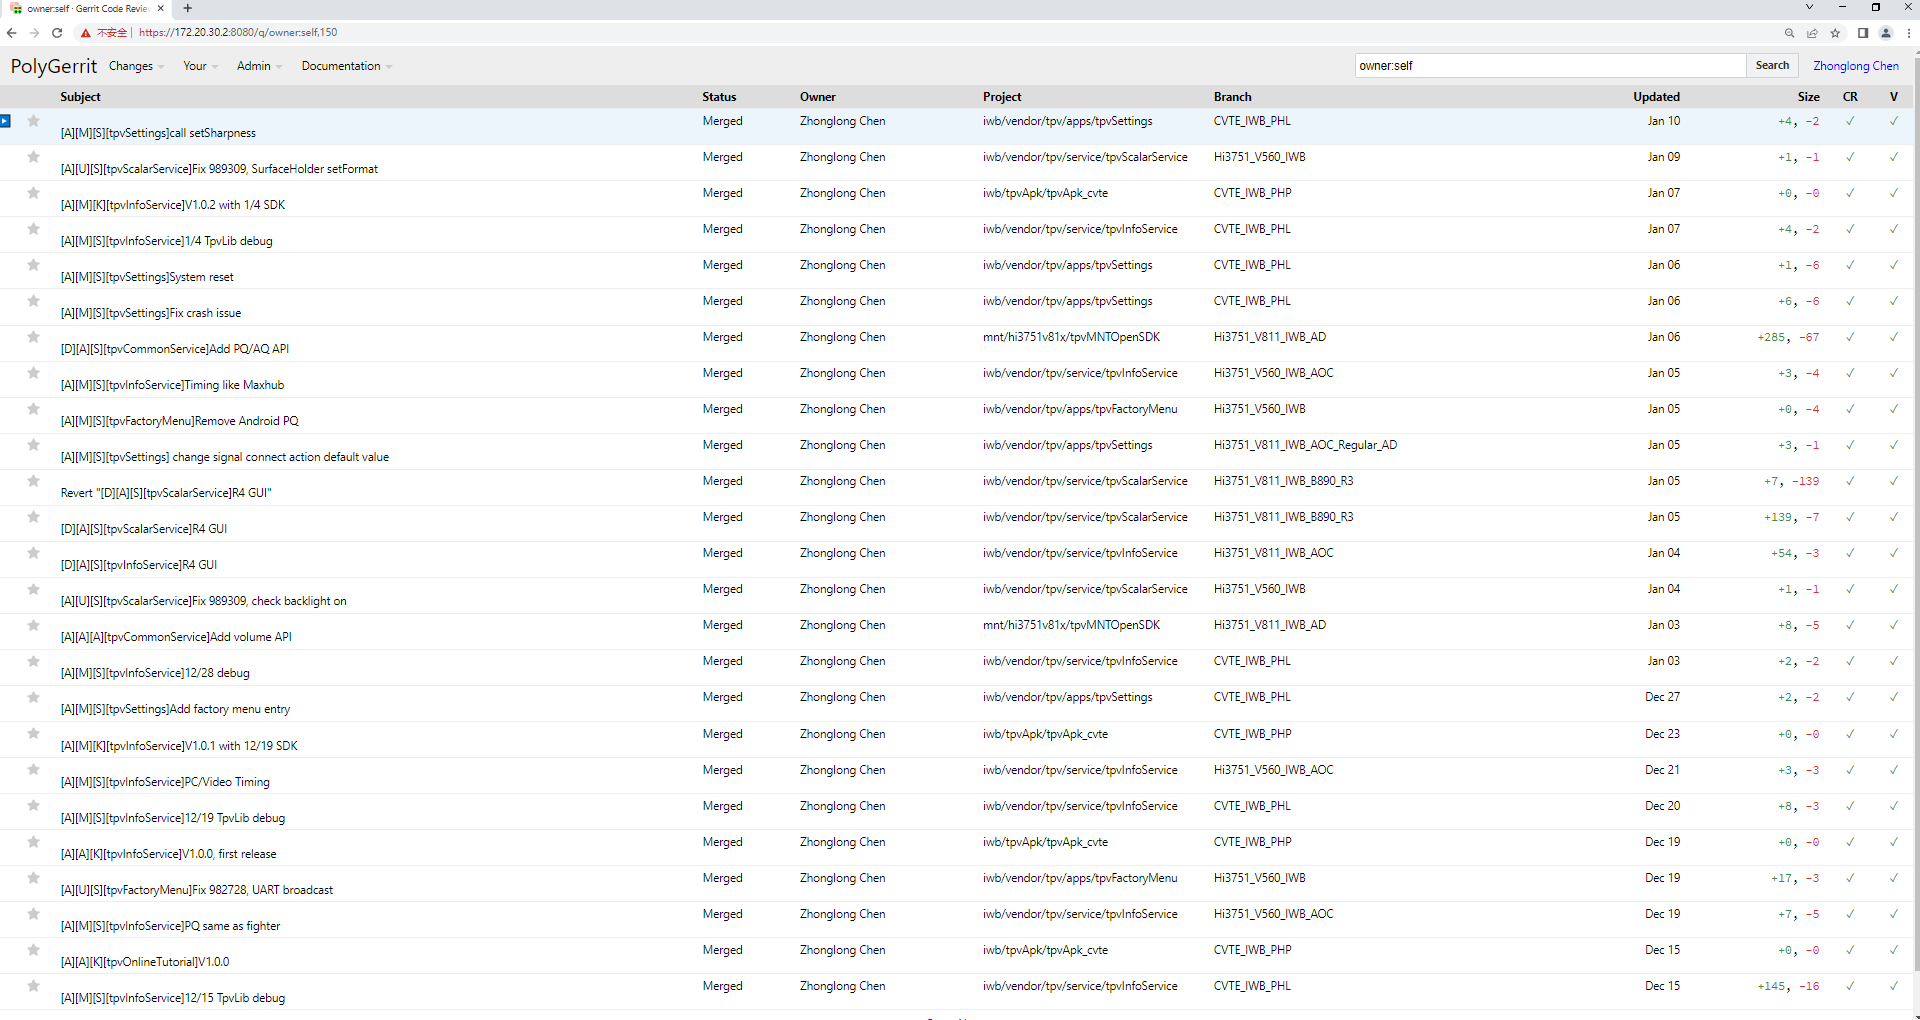 owner:self · Gerrit Code Revie
不安全 | https://172.20.30.2:8080/q/owner:self,150
PolyGerrit Changes Your Admin Documentation owner:self Search Zhonglong Chen
Subject Status Owner Project Branch Updated Size CR V
[A][M][S][tpvSettings]call setSharpness Merged Zhonglong Chen iwb/vendor/tpv/apps/tpvSettings CVTE_IWB_PHL Jan 10 +4, -2 ✓ ✓
[A][U][S][tpvScalarService]Fix 989309, SurfaceHolder setFormat Merged Zhonglong Chen iwb/vendor/tpv/service/tpvScalarService Hi3751_V560_IWB Jan 09 +1, -1 ✓ ✓
[A][M][K][tpvInfoService]V1.0.2 with 1/4 SDK Merged Zhonglong Chen iwb/tpvApk/tpvApk_cvte CVTE_IWB_PHP Jan 07 +0, -0 ✓ ✓
[A][M][S][tpvInfoService]1/4 TpvLib debug Merged Zhonglong Chen iwb/vendor/tpv/service/tpvInfoService CVTE_IWB_PHL Jan 07 +4, -2 ✓ ✓
[A][M][S][tpvSettings]System reset Merged Zhonglong Chen iwb/vendor/tpv/apps/tpvSettings CVTE_IWB_PHL Jan 06 +1, -6 ✓ ✓
[A][M][S][tpvSettings]Fix crash issue Merged Zhonglong Chen iwb/vendor/tpv/apps/tpvSettings CVTE_IWB_PHL Jan 06 +6, -6 ✓ ✓
[D][A][S][tpvCommonService]Add PQ/AQ API Merged Zhonglong Chen mnt/hi3751v81x/tpvMNTOpenSDK Hi3751_V811_IWB_AD Jan 06 +285, -67 ✓ ✓
[A][M][S][tpvInfoService]Timing like Maxhub Merged Zhonglong Chen iwb/vendor/tpv/service/tpvInfoService Hi3751_V560_IWB_AOC Jan 05 +3, -4 ✓ ✓
[A][M][S][tpvFactoryMenu]Remove Android PQ Merged Zhonglong Chen iwb/vendor/tpv/apps/tpvFactoryMenu Hi3751_V560_IWB Jan 05 +0, -4 ✓ ✓
[A][M][S][tpvSettings] change signal connect action default value Merged Zhonglong Chen iwb/vendor/tpv/apps/tpvSettings Hi3751_V811_IWB_AOC_Regular_AD Jan 05 +3, -1 ✓ ✓
Revert "[D][A][S][tpvScalarService]R4 GUI" Merged Zhonglong Chen iwb/vendor/tpv/service/tpvScalarService Hi3751_V811_IWB_B890_R3 Jan 05 +7, -139 ✓ ✓
[D][A][S][tpvScalarService]R4 GUI Merged Zhonglong Chen iwb/vendor/tpv/service/tpvScalarService Hi3751_V811_IWB_B890_R3 Jan 05 +139, -7 ✓ ✓
[D][A][S][tpvInfoService]R4 GUI Merged Zhonglong Chen iwb/vendor/tpv/service/tpvInfoService Hi3751_V811_IWB_AOC Jan 04 +54, -3 ✓ ✓
[A][U][S][tpvScalarService]Fix 989309, check backlight on Merged Zhonglong Chen iwb/vendor/tpv/service/tpvScalarService Hi3751_V560_IWB Jan 04 +1, -1 ✓ ✓
[A][A][A][tpvCommonService]Add volume API Merged Zhonglong Chen mnt/hi3751v81x/tpvMNTOpenSDK Hi3751_V811_IWB_AD Jan 03 +8, -5 ✓ ✓
[A][M][S][tpvInfoService]12/28 debug Merged Zhonglong Chen iwb/vendor/tpv/service/tpvInfoService CVTE_IWB_PHL Jan 03 +2, -2 ✓ ✓
[A][M][S][tpvSettings]Add factory menu entry Merged Zhonglong Chen iwb/vendor/tpv/apps/tpvSettings CVTE_IWB_PHL Dec 27 +2, -2 ✓ ✓
[A][M][K][tpvInfoService]V1.0.1 with 12/19 SDK Merged Zhonglong Chen iwb/tpvApk/tpvApk_cvte CVTE_IWB_PHP Dec 23 +0, -0 ✓ ✓
[A][M][S][tpvInfoService]PC/Video Timing Merged Zhonglong Chen iwb/vendor/tpv/service/tpvInfoService Hi3751_V560_IWB_AOC Dec 21 +3, -3 ✓ ✓
[A][M][S][tpvInfoService]12/19 TpvLib debug Merged Zhonglong Chen iwb/vendor/tpv/service/tpvInfoService CVTE_IWB_PHL Dec 20 +8, -3 ✓ ✓
[A][A][K][tpvInfoService]V1.0.0, first release Merged Zhonglong Chen iwb/tpvApk/tpvApk_cvte CVTE_IWB_PHP Dec 19 +0, -0 ✓ ✓
[A][U][S][tpvFactoryMenu]Fix 982728, UART broadcast Merged Zhonglong Chen iwb/vendor/tpv/apps/tpvFactoryMenu Hi3751_V560_IWB Dec 19 +17, -3 ✓ ✓
[A][M][S][tpvInfoService]PQ same as fighter Merged Zhonglong Chen iwb/vendor/tpv/service/tpvInfoService Hi3751_V560_IWB_AOC Dec 19 +7, -5 ✓ ✓
[A][A][K][tpvOnlineTutorial]V1.0.0 Merged Zhonglong Chen iwb/tpvApk/tpvApk_cvte CVTE_IWB_PHP Dec 15 +0, -0 ✓ ✓
[A][M][S][tpvInfoService]12/15 TpvLib debug Merged Zhonglong Chen iwb/vendor/tpv/service/tpvInfoService CVTE_IWB_PHL Dec 15 +145, -16 ✓ ✓